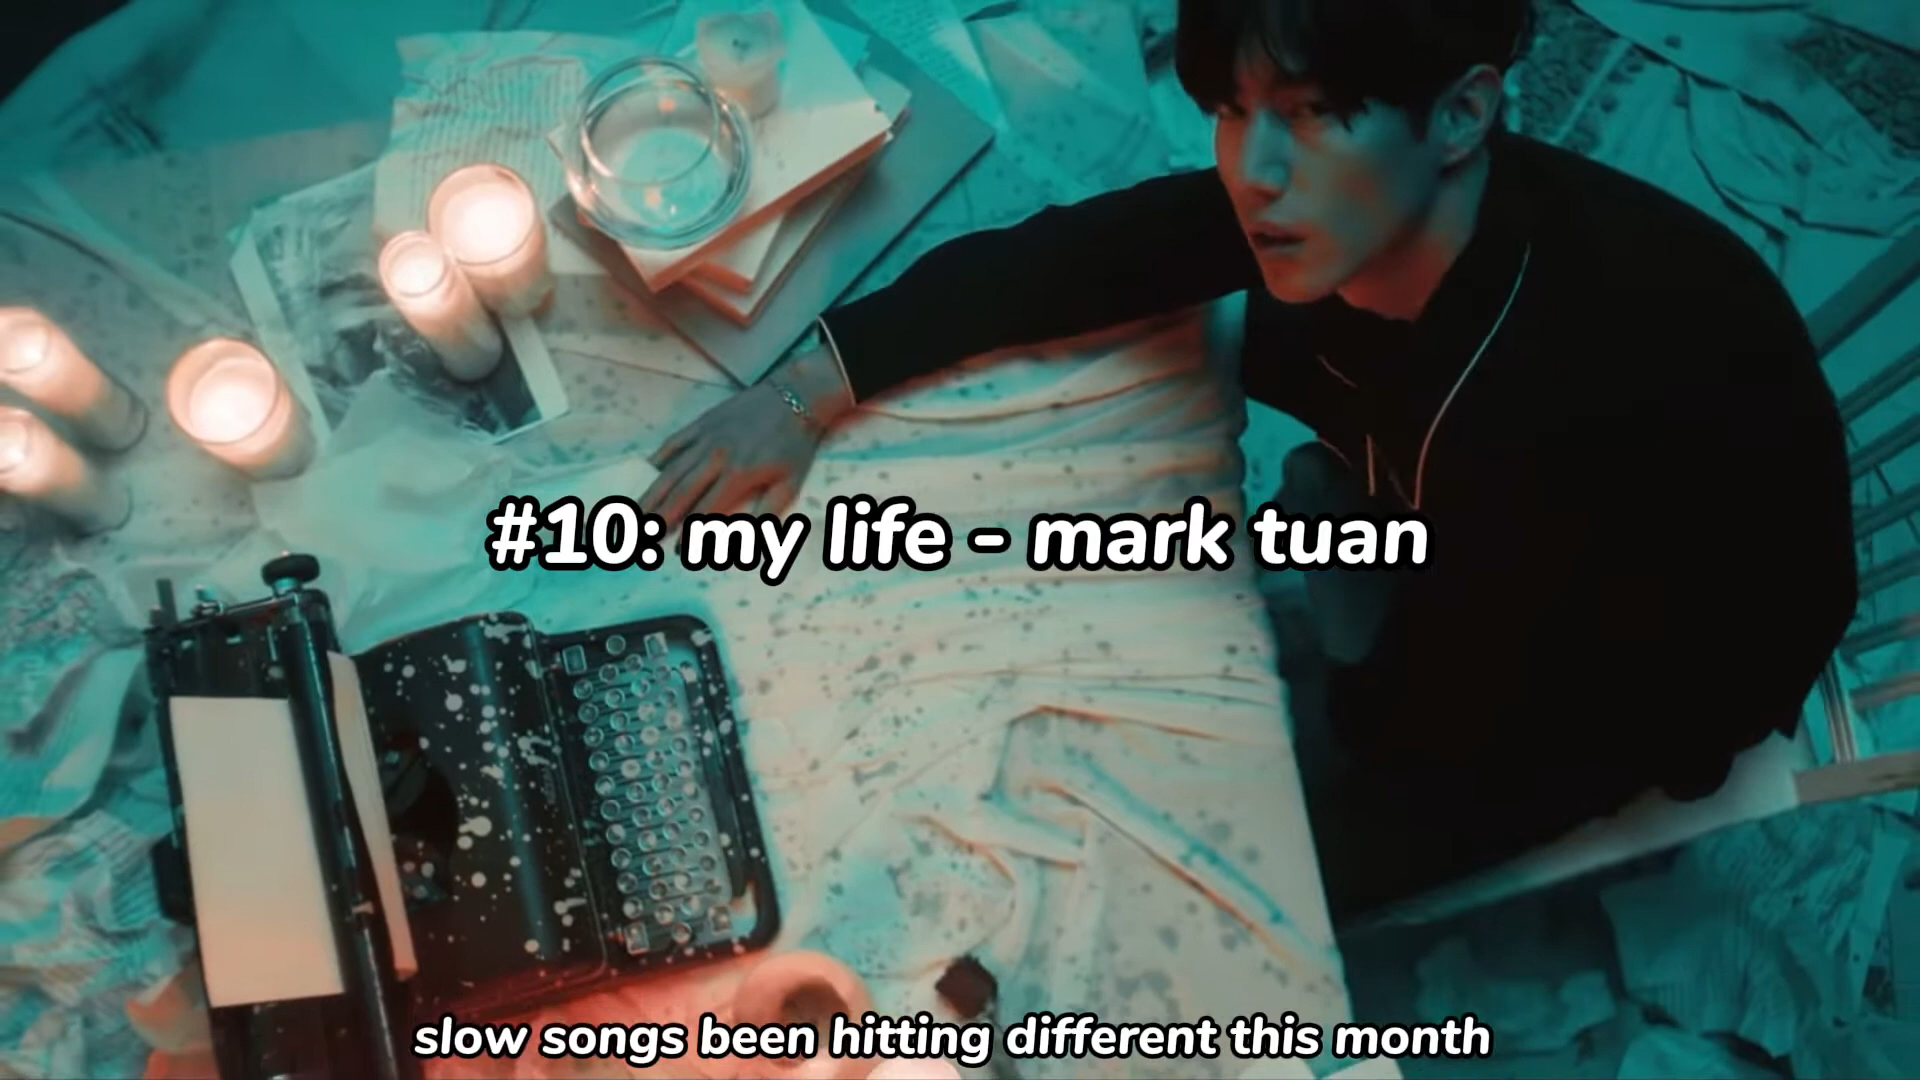 #10: my life - mark tuan
slow songs been hitting different this month